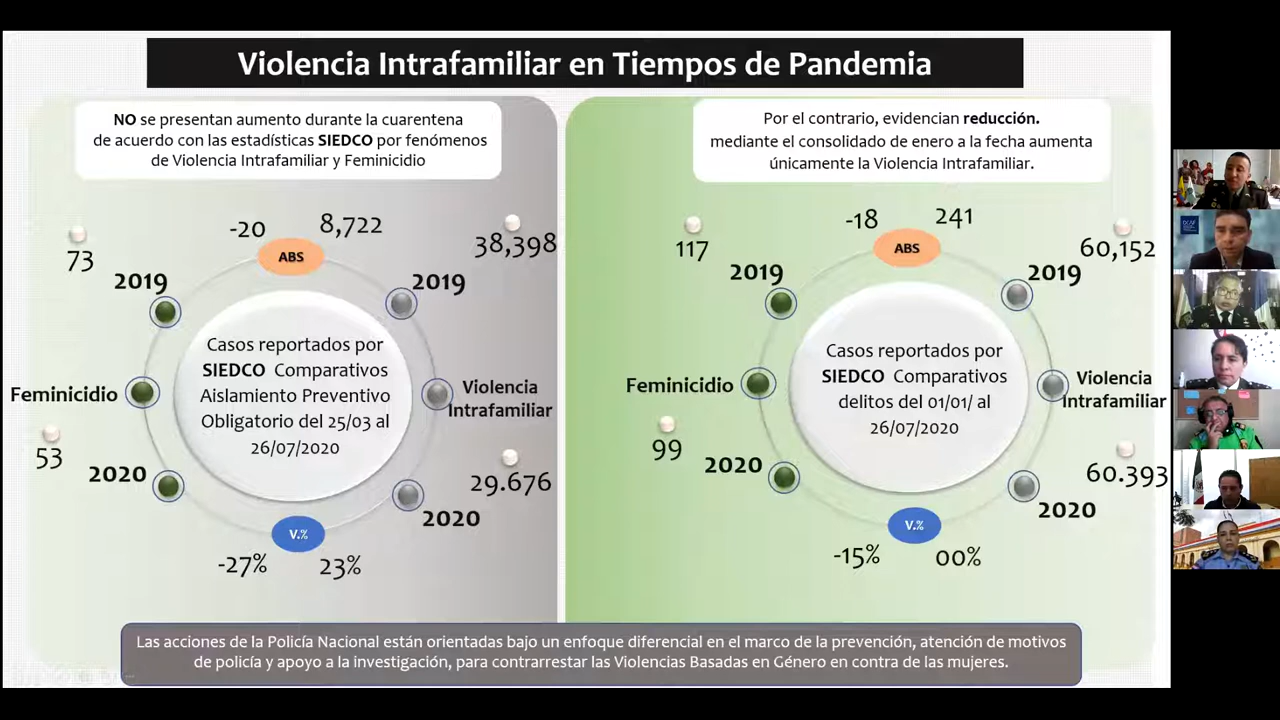 Violencia Intrafamiliar en Tiempos de Pandemia
NO se presentan aumento durante la cuarentena
de acuerdo con las estadísticas SIEDCO por fenómenos
de Violencia Intrafamiliar y Feminicidio
-20
8,722
ABS
73
2019
2019
38,398
Casos reportados por
SIEDCO Comparativos
Aislamiento Preventivo
Obligatorio del 25/03 al
26/07/2020
Feminicidio
Violencia
Intrafamiliar
53
2020
2020
29.676
V.%
-27%
23%
Por el contrario, evidencian reducción.
mediante el consolidado de enero a la fecha aumenta
únicamente la Violencia Intrafamiliar.
-18
241
ABS
117
2019
2019
60,152
Casos reportados por
SIEDCO Comparativos
delitos del 01/01/ al
26/07/2020
Feminicidio
Violencia
Intrafamiliar
99
2020
2020
60.393
V.%
-15%
00%
Las acciones de la Policía Nacional están orientadas bajo un enfoque diferencial en el marco de la prevención, atención de motivos
de policía y apoyo a la investigación, para contrarrestar las Violencias Basadas en Género en contra de las mujeres.
DCAF